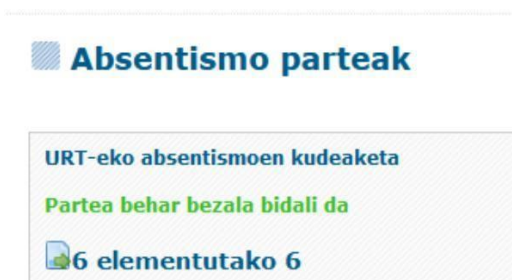 Absentismo parteak
URT-eko absentismoen kudeaketa
Partea behar bezala bidali da
6 elementutako 6